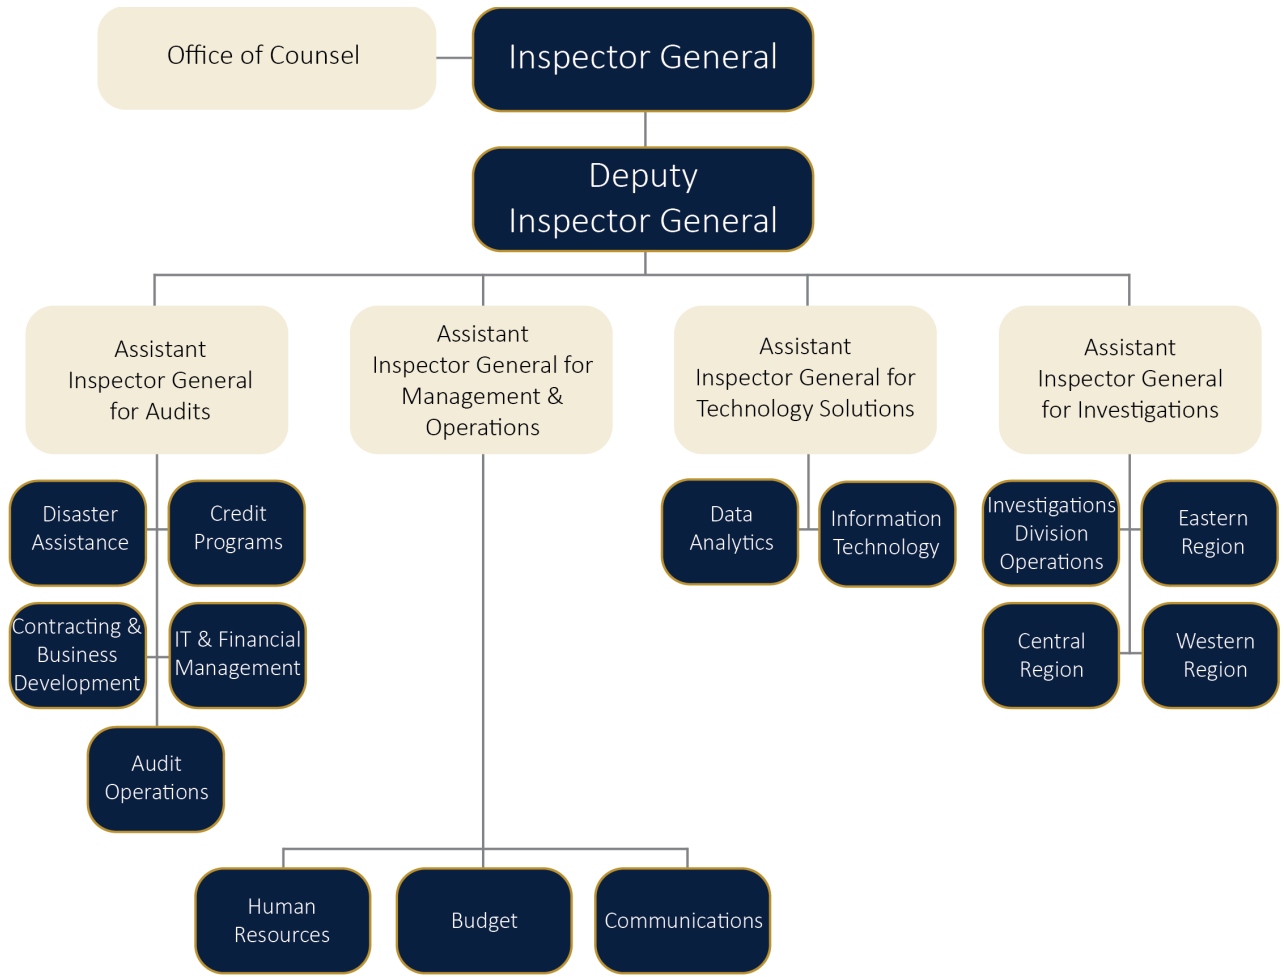 Office of Counsel
Inspector General
Deputy
Inspector General
Assistant
Inspector General
for Audits
Assistant
Inspector General for
Management &
Operations
Assistant
Inspector General for
Technology Solutions
Assistant
Inspector General
for Investigations
Disaster
Assistance
Credit
Programs
Contracting &
Business
Development
IT & Financial
Management
Audit
Operations
Data
Analytics
Information
Technology
Investigations
Division
Operations
Eastern
Region
Central
Region
Western
Region
Human
Resources
Budget
Communications